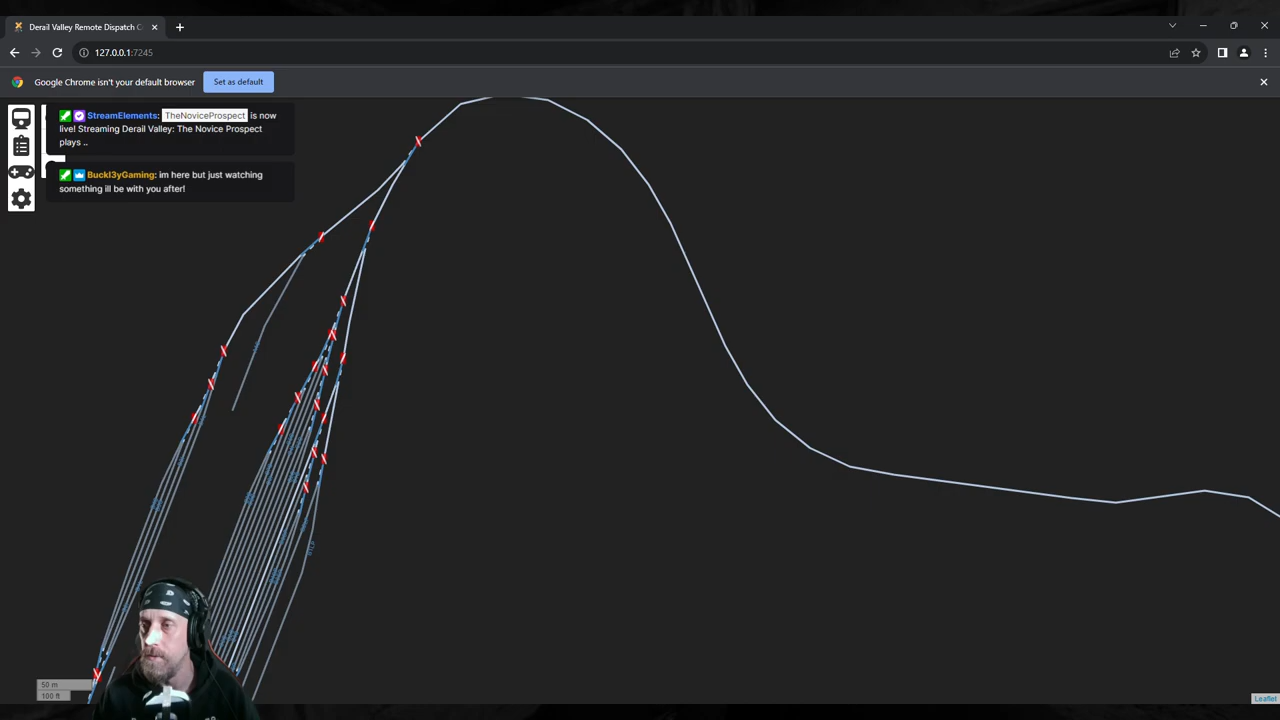 Derail Valley Remote Dispatch C
127.0.0.1:7245
Google Chrome isn't your default browser
Set as default
StreamElements: TheNoviceProspect is now
live! Streaming Derail Valley: The Novice Prospect
plays ..
Buckl3yGaming: im here but just watching
something ill be with you after!
50 m
100 ft
Leaflet